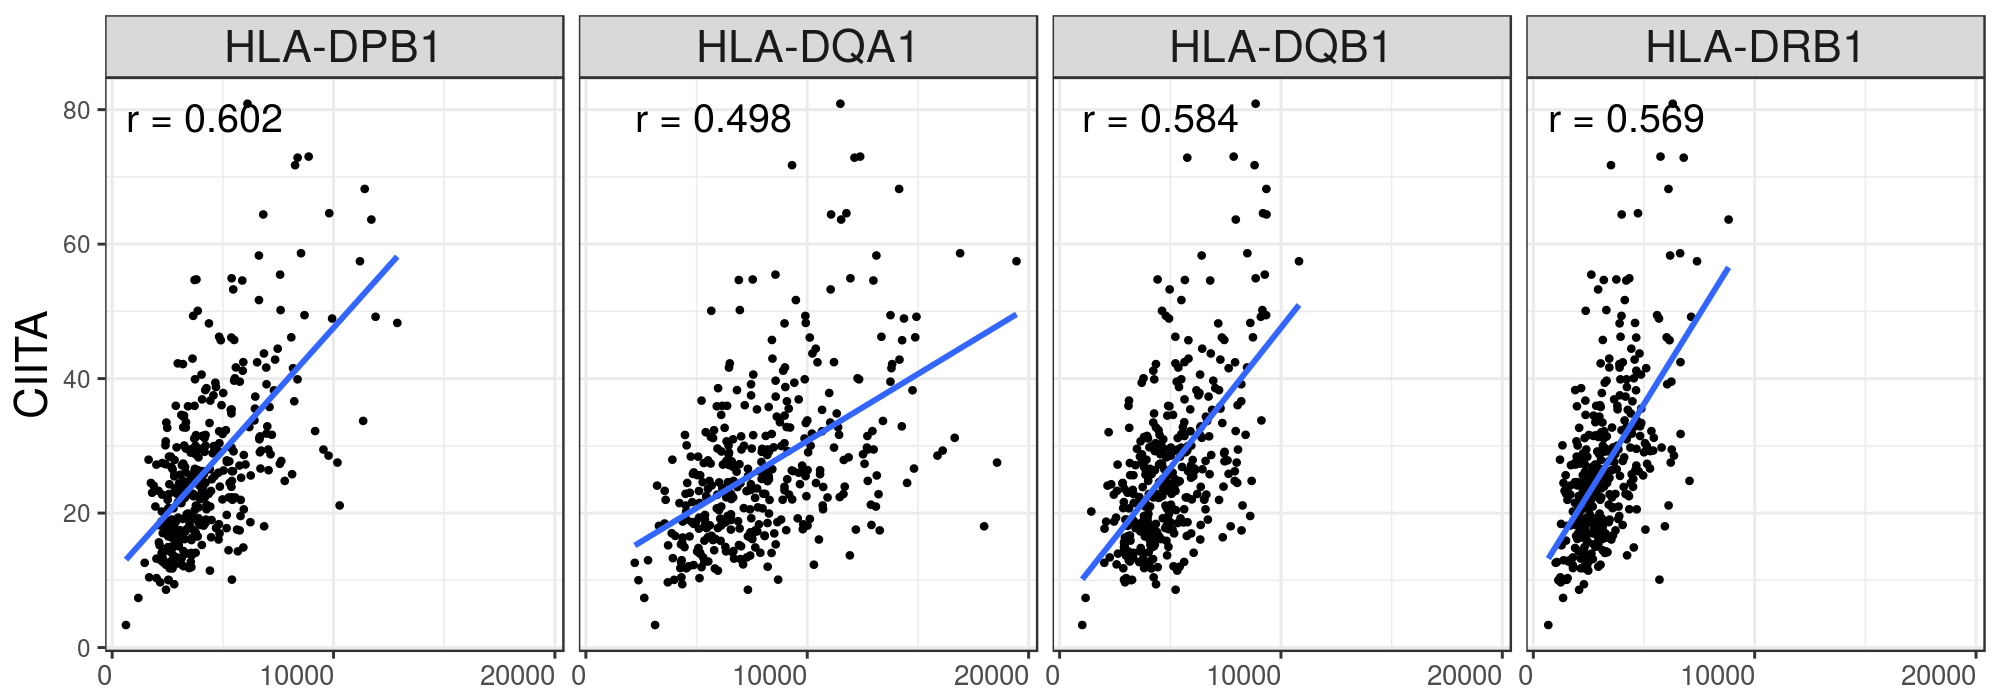 HLA-DPB1 HLA-DQA1 HLA-DQB1 HLA-DRB1
r = 0.602 r = 0.498 r = 0.584 r = 0.569
80
60
40
20
0
CIITA
0 10000 20000 0 10000 20000 0 10000 20000 0 10000 20000